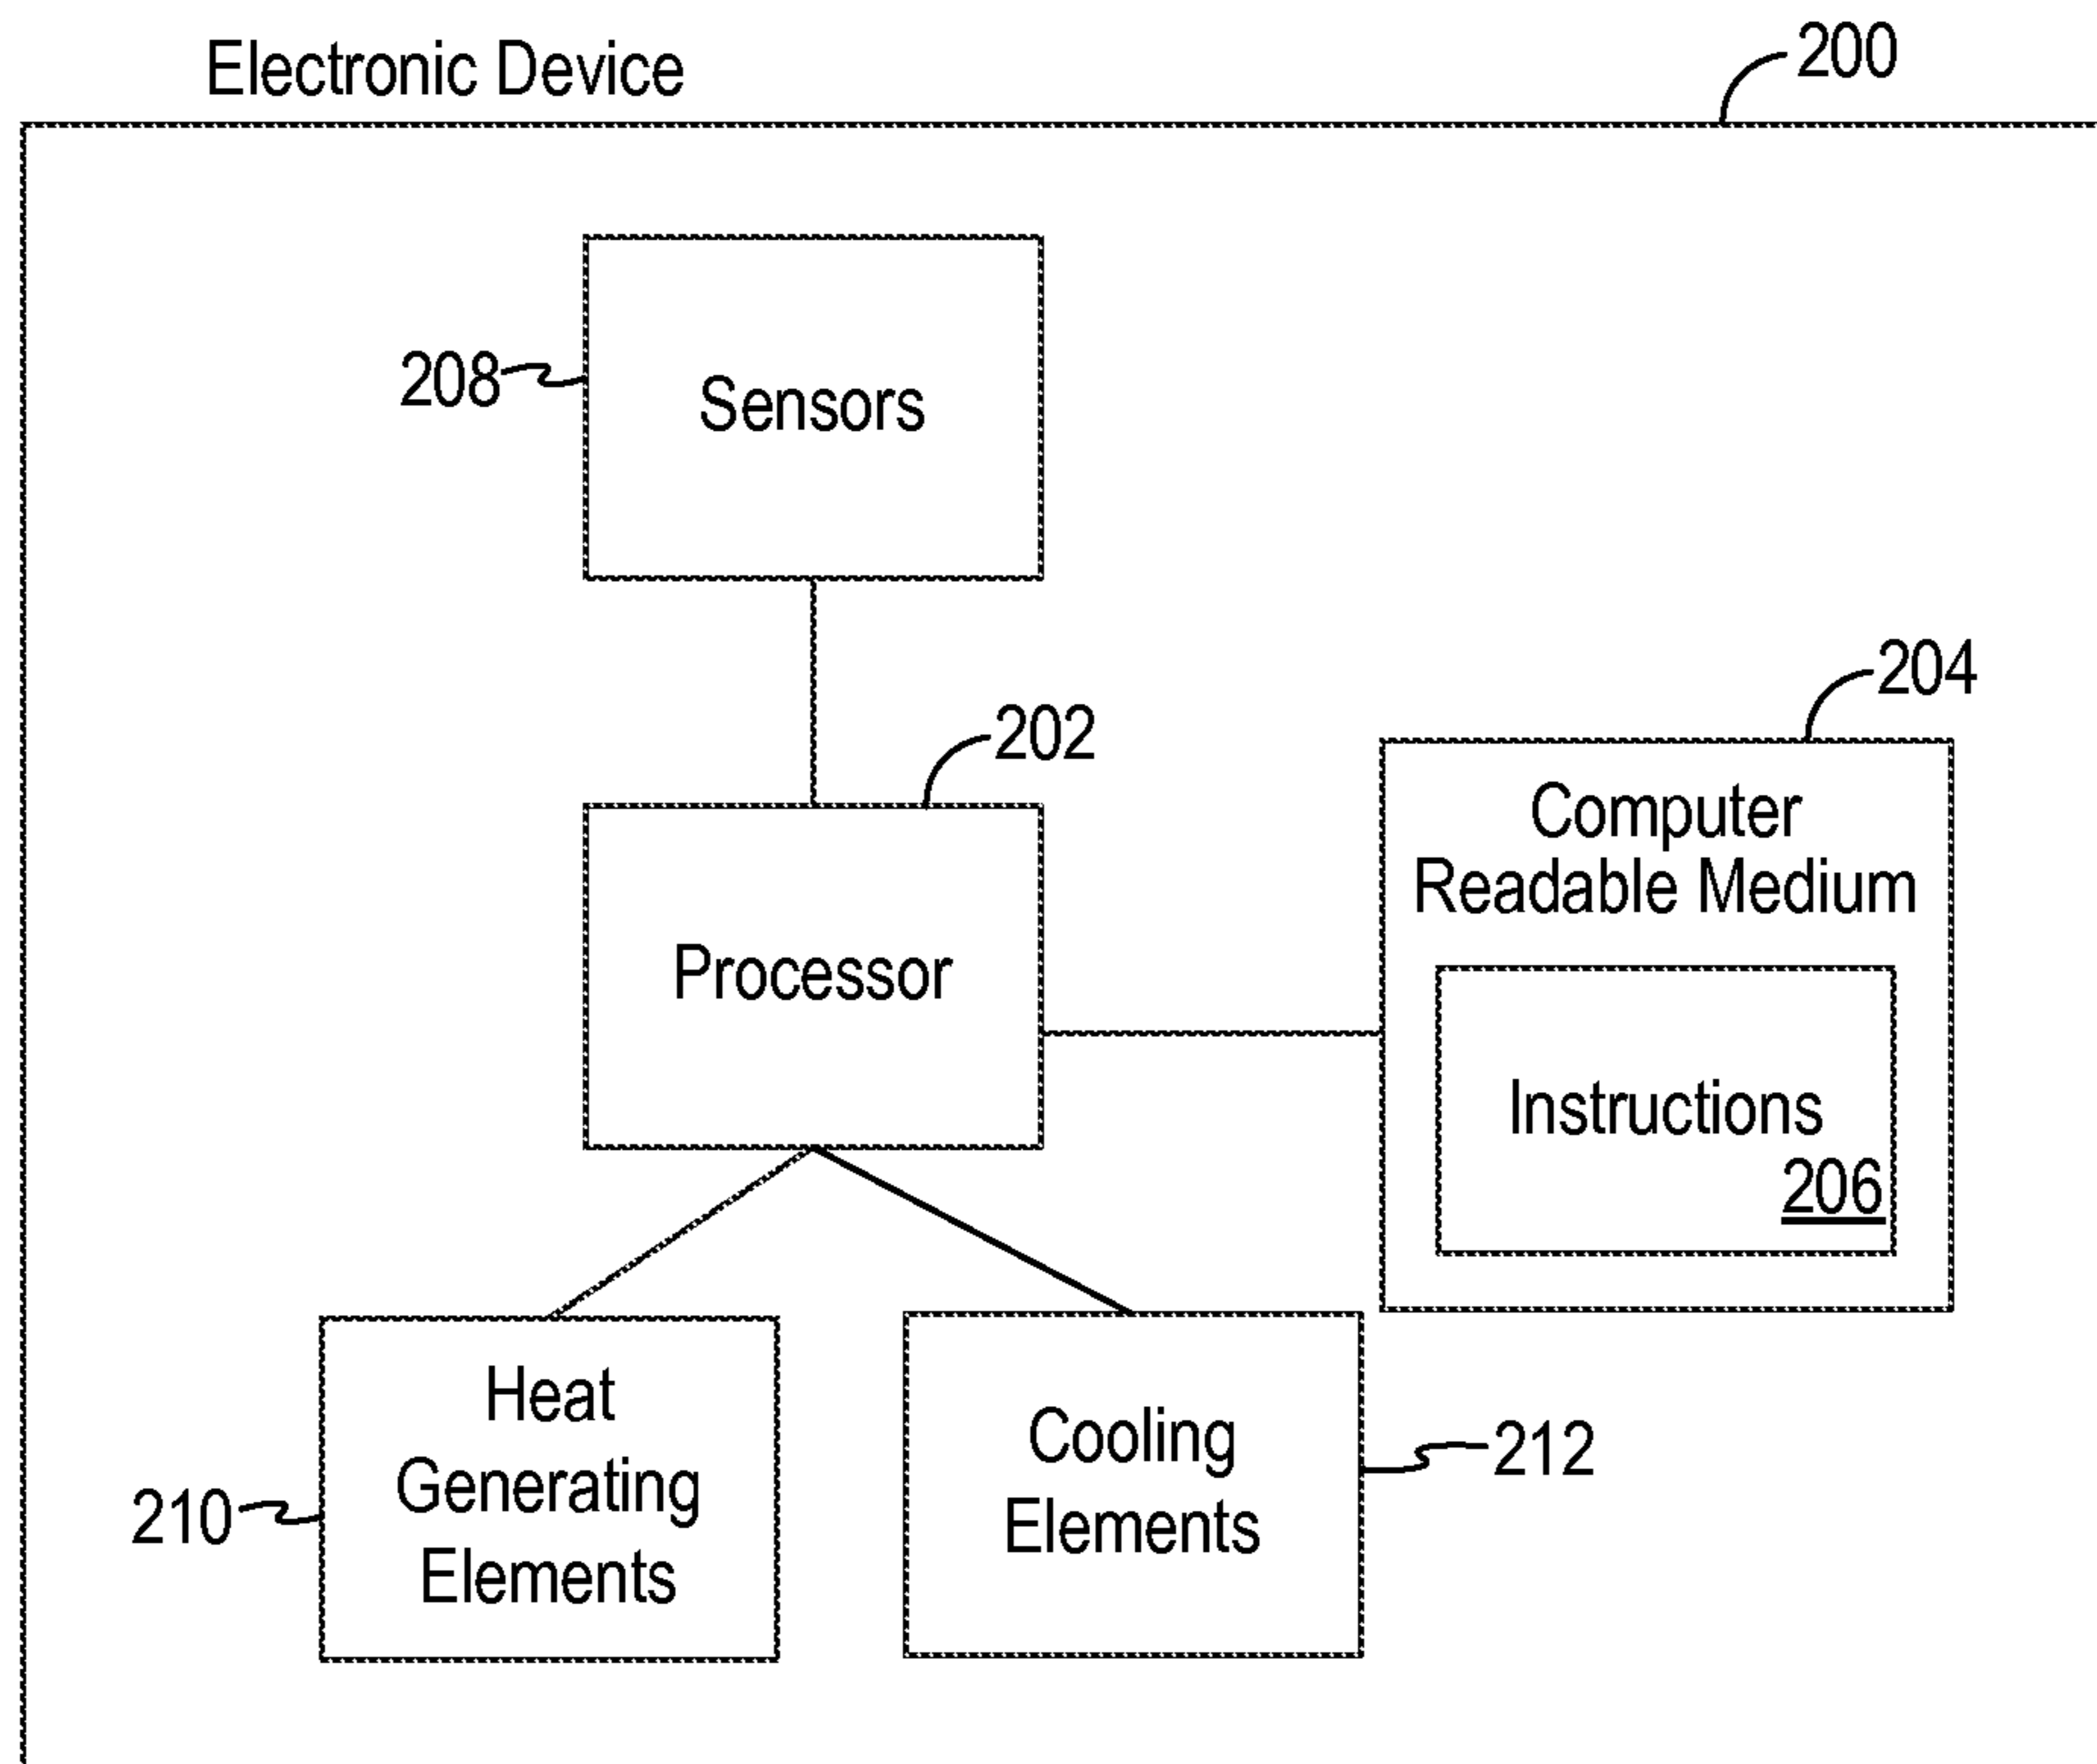 Electronic Device
200
208
Sensors
204
202
Computer
Readable Medium
Processor
Instructions
206
Heat
Generating
Elements
210
Cooling
Elements
212